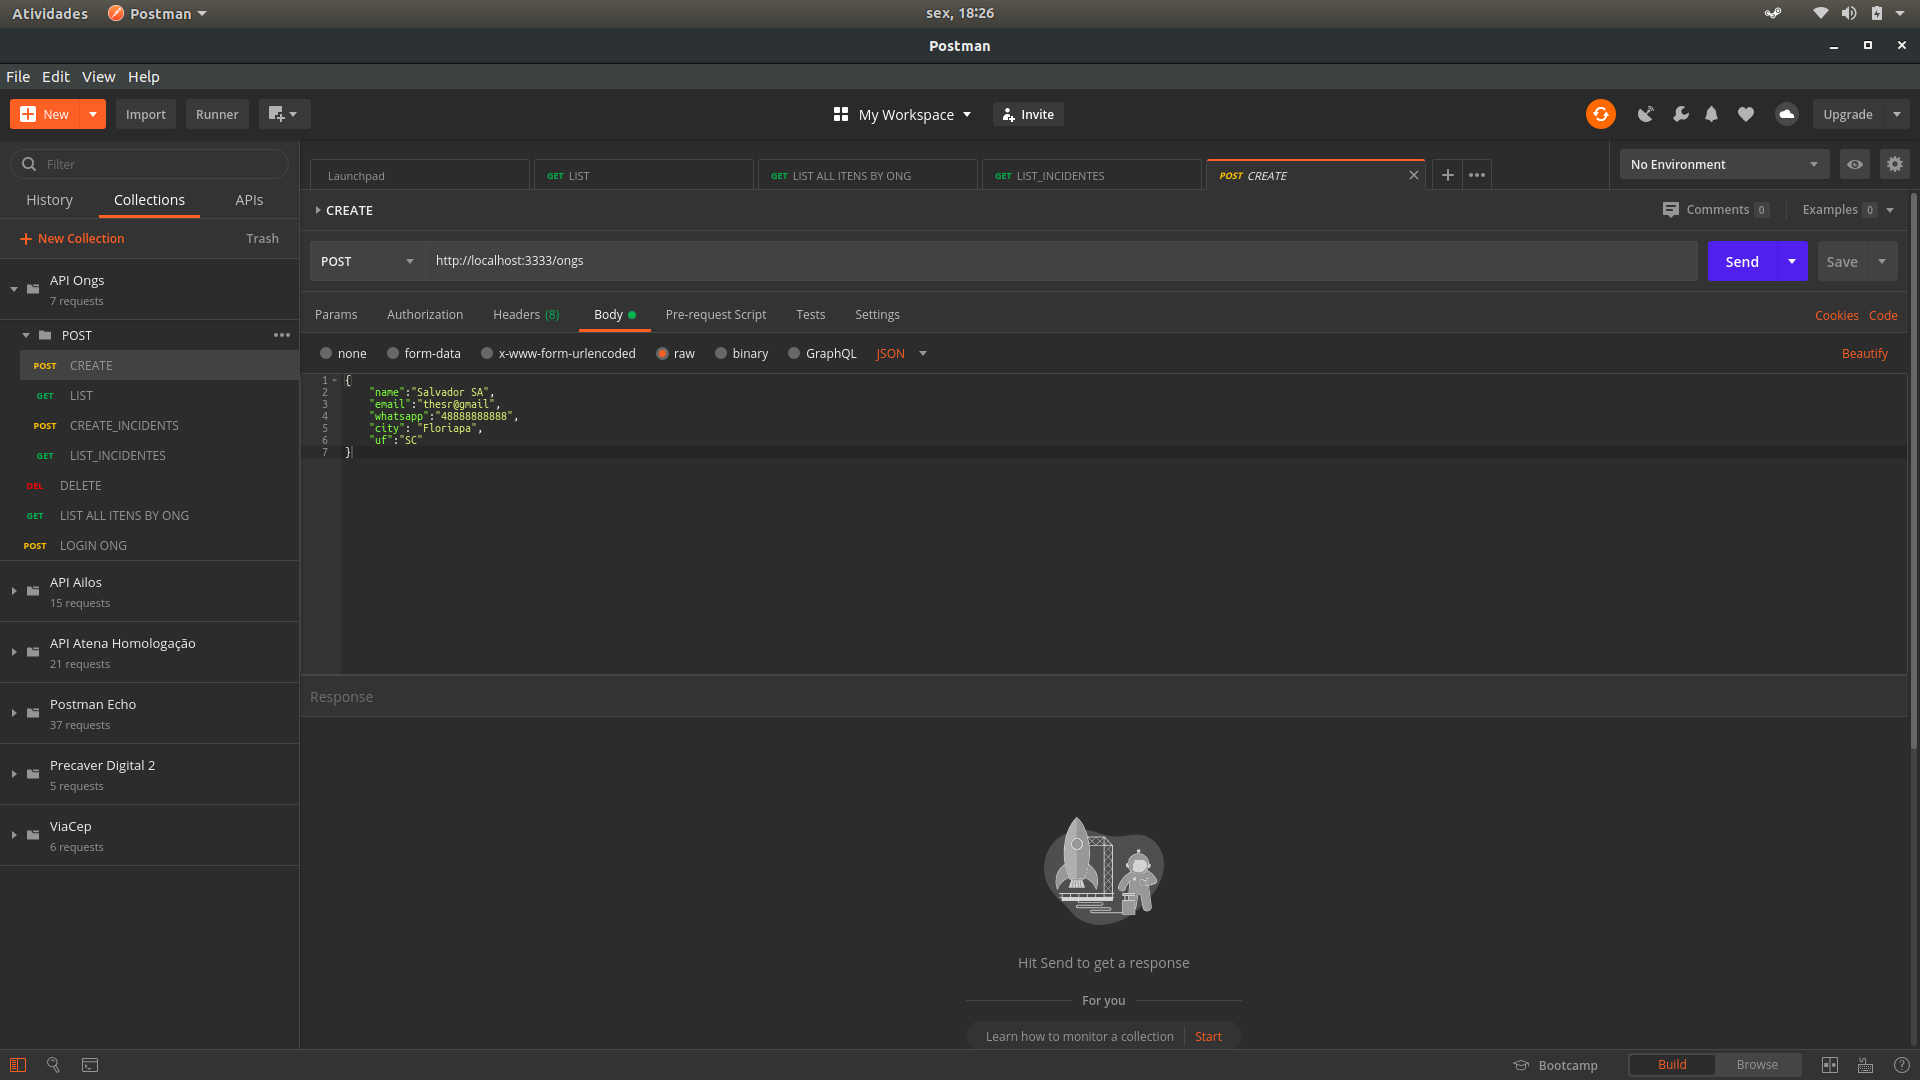 Atividades Postman sex, 18:26
Postman
File Edit View Help
New Import Runner My Workspace Invite Upgrade
Filter
History Collections APIs
New Collection Trash
API Ongs
7 requests
POST
POST CREATE
GET LIST
POST CREATE_INCIDENTS
GET LIST_INCIDENTES
DEL DELETE
GET LIST ALL ITENS BY ONG
POST LOGIN ONG
API Ailos
15 requests
API Atena Homologação
21 requests
Postman Echo
37 requests
Precaver Digital 2
5 requests
ViaCep
6 requests
Launchpad GET LIST GET LIST ALL ITENS BY ONG GET LIST_INCIDENTES POST CREATE
No Environment
CREATE Comments 0 Examples 0
POST http://localhost:3333/ongs Send Save
Params Authorization Headers (8) Body Pre-request Script Tests Settings Cookies Code
none form-data x-www-form-urlencoded raw binary GraphQL JSON Beautify
1 {
2 "name":"Salvador SA",
3 "email":"thesr@gmail",
4 "whatsapp":"48888888888",
5 "city": "Floriapa",
6 "uf":"SC"
7 }
Response
Hit Send to get a response
For you
Learn how to monitor a collection Start
Bootcamp Build Browse